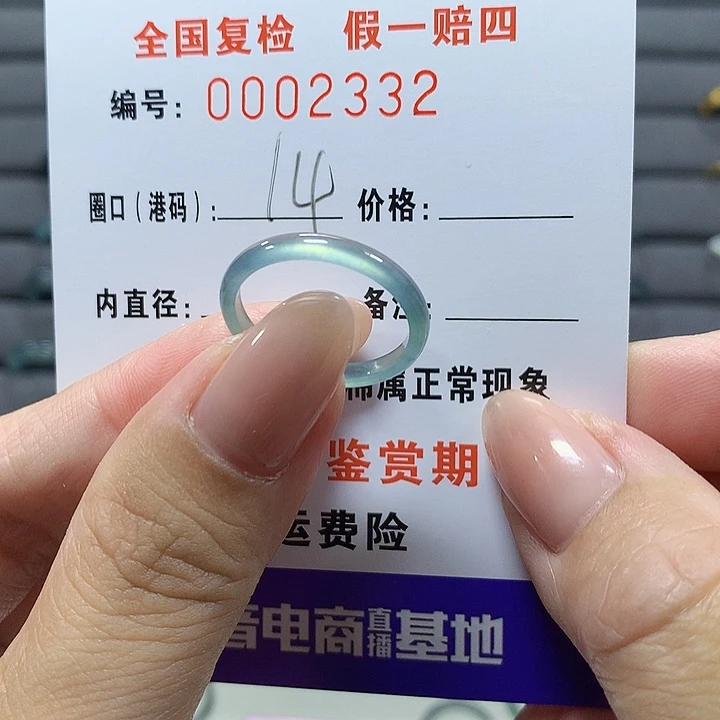 全国复检 假一赔四
编号: 0002332
圈口(港码): 14 价格:
内直径: 备注:
属正常现象
鉴赏期
运费险
电商直播基地